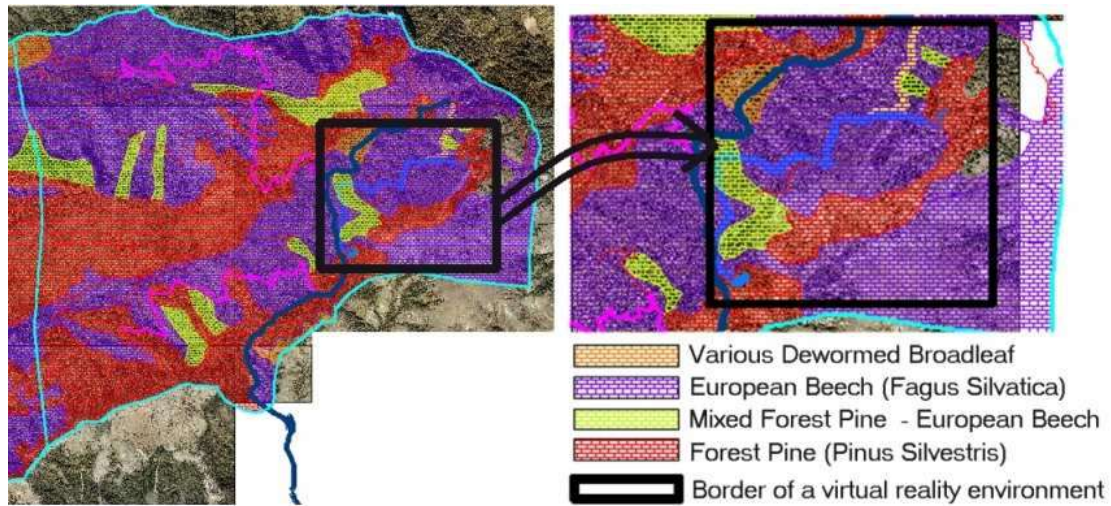 Various Dewormed Broadleaf
European Beech (Fagus Silvatica)
Mixed Forest Pine - European Beech
Forest Pine (Pinus Silvestris)
Border of a virtual reality environment